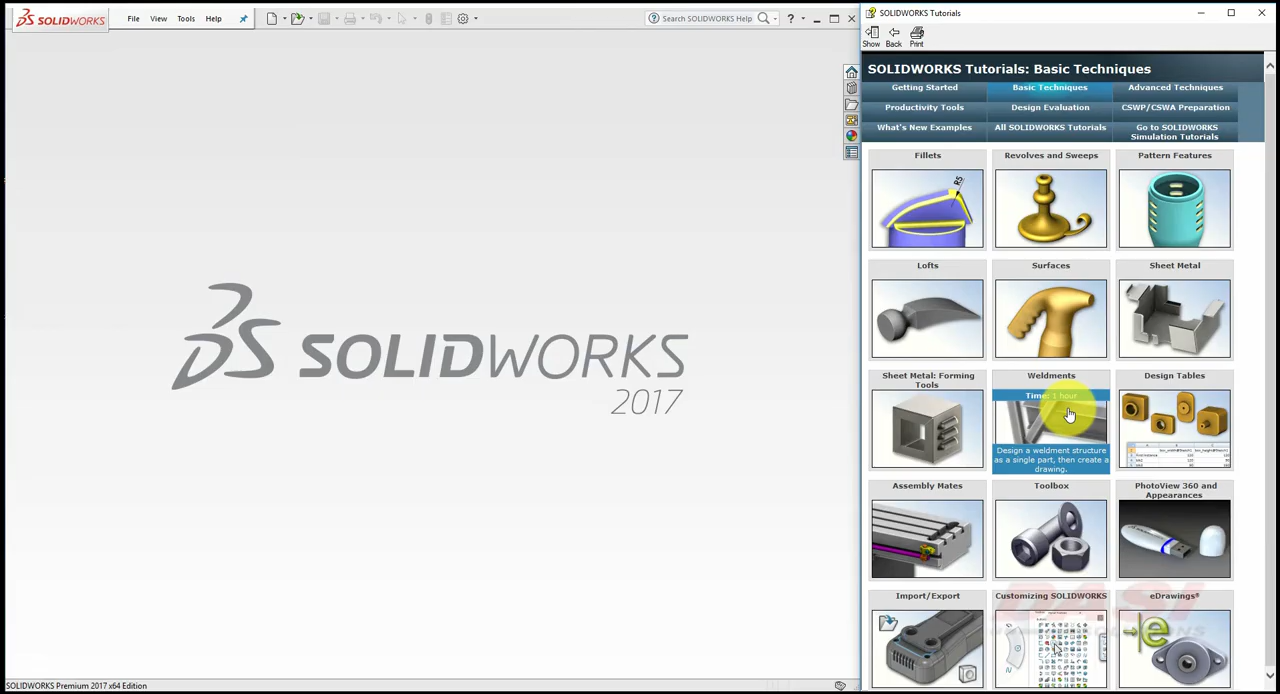 SOLIDWORKS
File View Tools Help
Search SOLIDWORKS Help
SOLIDWORKS
2017
SOLIDWORKS Premium 2017 x64 Edition
SOLIDWORKS Tutorials
Show Back Print
SOLIDWORKS Tutorials: Basic Techniques
Getting Started Basic Techniques Advanced Techniques
Productivity Tools Design Evaluation CSWP/CSWA Preparation
What's New Examples All SOLIDWORKS Tutorials Go to SOLIDWORKS
Simulation Tutorials
Fillets Revolves and Sweeps Pattern Features
R5
Lofts Surfaces Sheet Metal
Sheet Metal: Forming
Tools
Weldments
Time: 1 hour
Design a weldment structure
as a single part, then create a
drawing.
Design Tables
Assembly Mates Toolbox PhotoView 360 and
Appearances
Import/Export Customizing SOLIDWORKS eDrawings®
DASI
SOLUTIONS